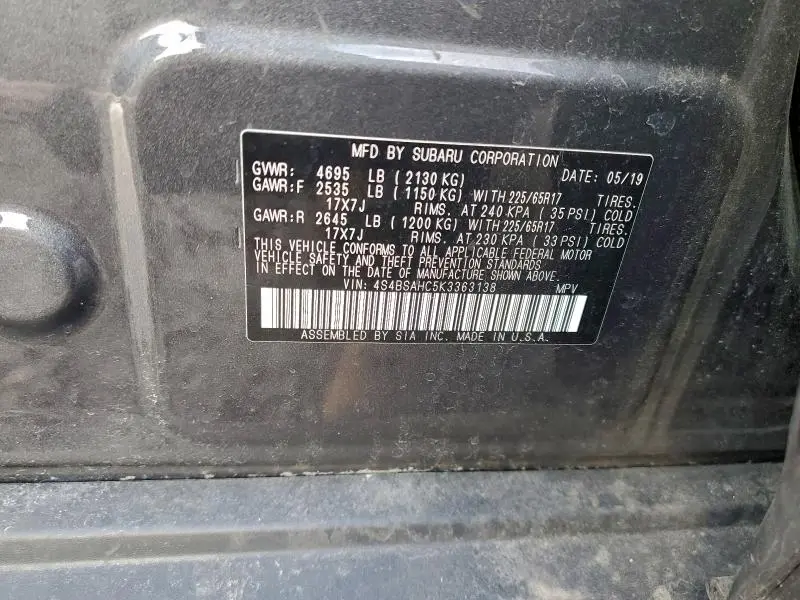 MFD BY SUBARU CORPORATION DATE: 05/19
GVWR: 4695 LB ( 2130 KG)
GAWR:F 2535 LB ( 1150 KG) WITH 225/65R17 TIRES.
17X7J RIMS. AT 240 KPA ( 35 PSI) COLD
GAWR:R 2645 LB ( 1200 KG) WITH 225/65R17 TIRES.
17X7J RIMS. AT 230 KPA ( 33 PSI) COLD
THIS VEHICLE CONFORMS TO ALL APPLICABLE FEDERAL MOTOR
VEHICLE SAFETY AND THEFT PREVENTION STANDARDS
IN EFFECT ON THE DATE OF MANUFACTURE SHOWN ABOVE.
VIN: 4S4BSAHC5K3363138 MPV
ASSEMBLED BY SIA INC. MADE IN U.S.A.